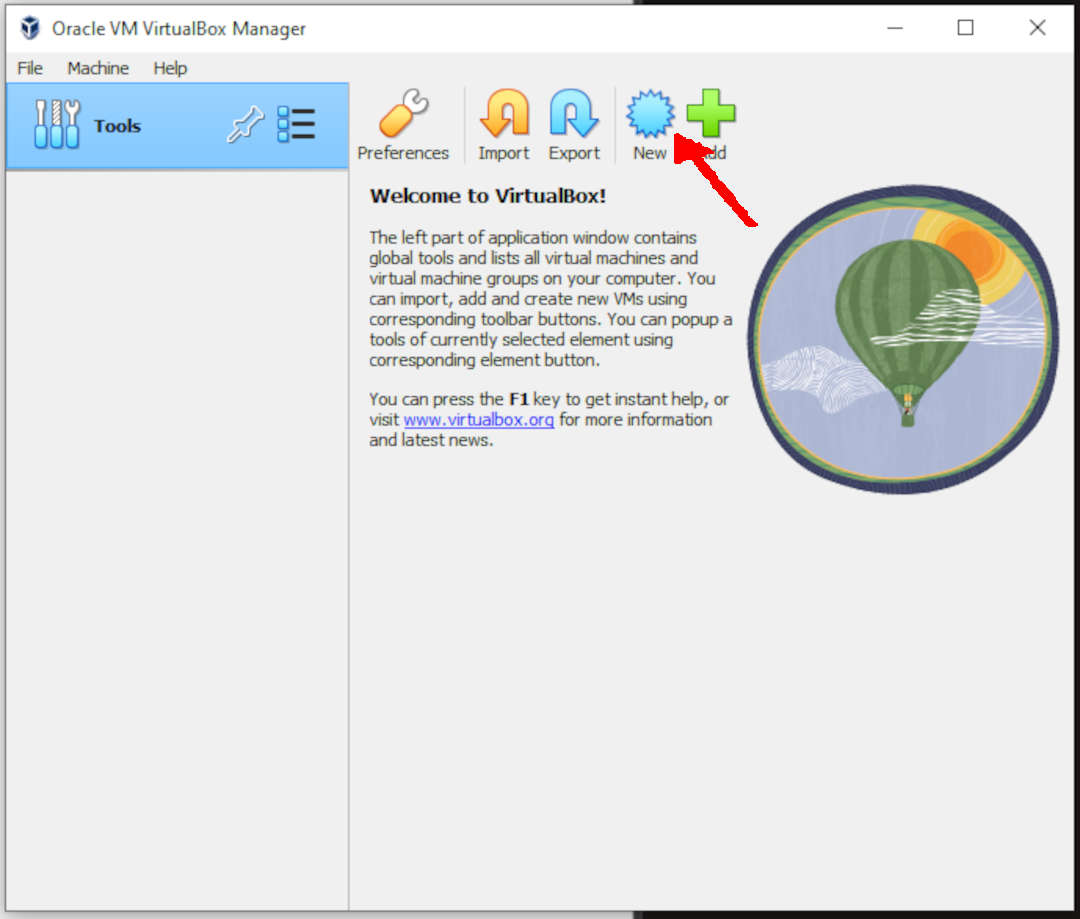 Oracle VM VirtualBox Manager
File Machine Help
Tools
Preferences Import Export New
Welcome to VirtualBox!
The left part of application window contains
global tools and lists all virtual machines and
virtual machine groups on your computer. You
can import, add and create new VMs using
corresponding toolbar buttons. You can popup a
tools of currently selected element using
corresponding element button.
You can press the F1 key to get instant help, or
visit www.virtualbox.org for more information
and latest news.